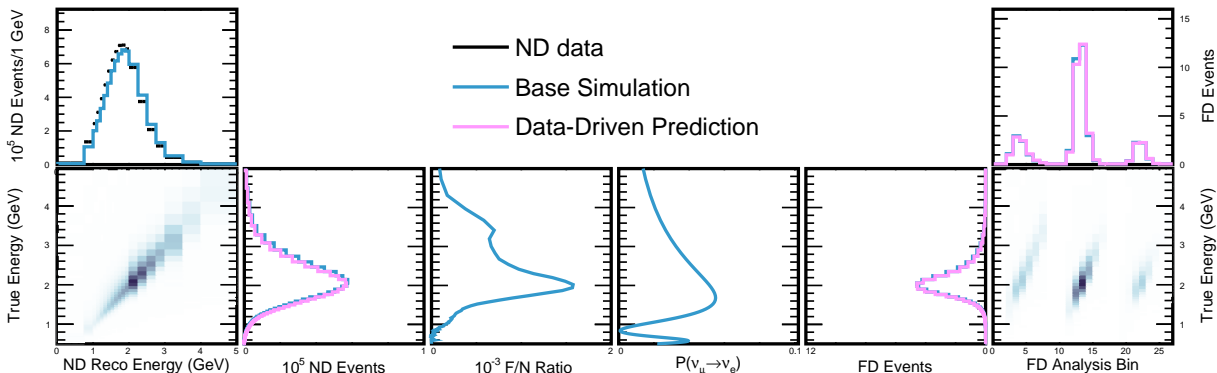 10⁵ ND Events/1 GeV
8
6
4
2
0
ND data
Base Simulation
Data-Driven Prediction
15
10
5
0
FD Events
True Energy (GeV)
4
3
2
1
4
3
2
1
True Energy (GeV)
0 1 2 3 4 5
0 1
0 2
0 0.1
12 0
0 5 10 15 20 25
ND Reco Energy (GeV)
10⁵ ND Events
10⁻³ F/N Ratio
P(νμ→νe)
FD Events
FD Analysis Bin